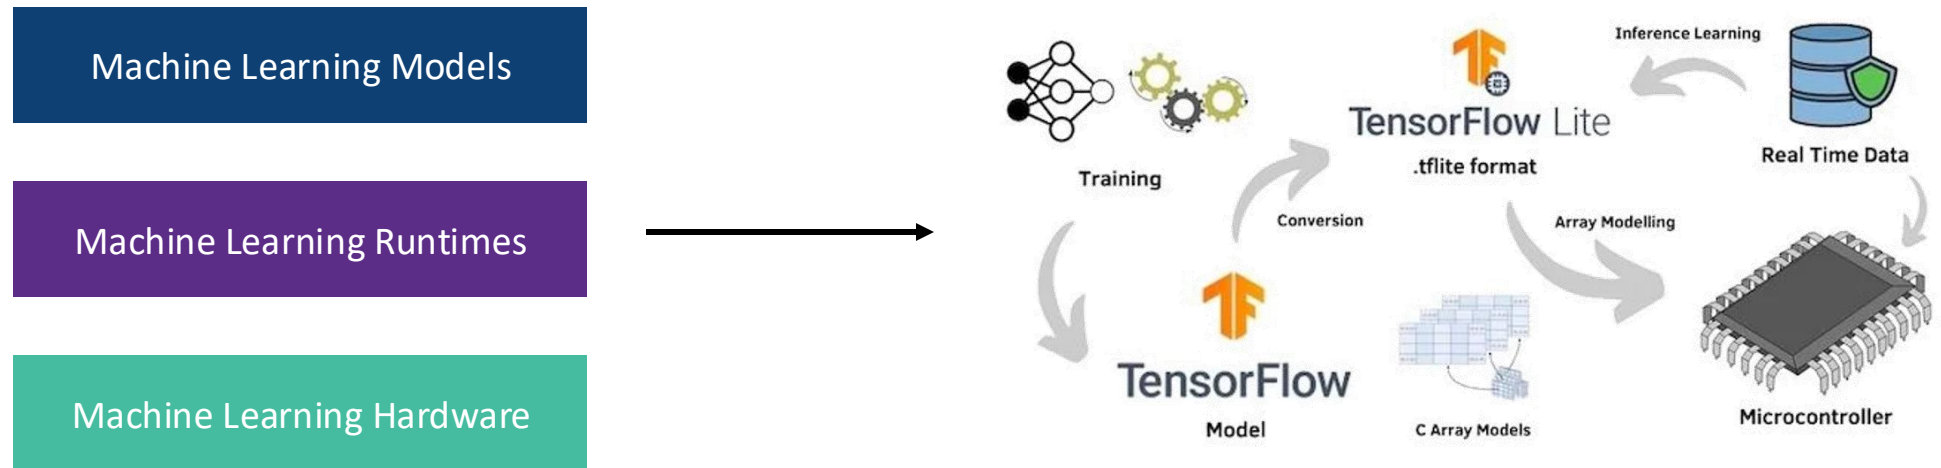 Machine Learning Models
Machine Learning Runtimes
Machine Learning Hardware
Training
TensorFlow
Model
Conversion
TensorFlow Lite
.tflite format
Inference Learning
Real Time Data
Array Modelling
C Array Models
Microcontroller